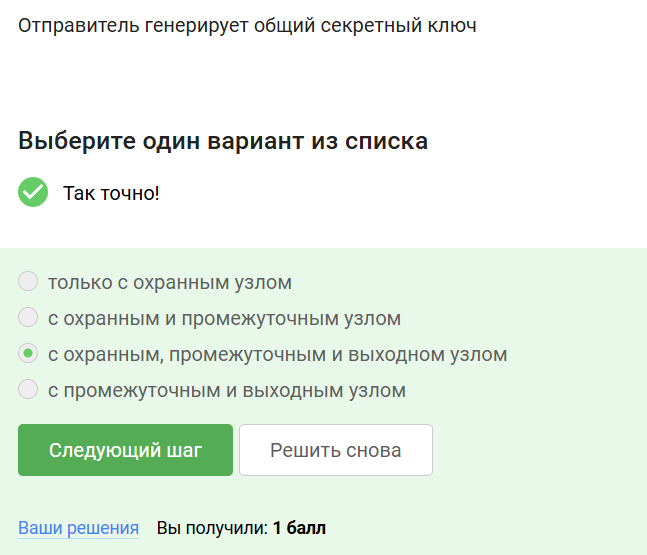 Отправитель генерирует общий секретный ключ
Выберите один вариант из списка
Так точно!
только с охранным узлом
с охранным и промежуточным узлом
с охранным, промежуточным и выходном узлом
с промежуточным и выходным узлом
Следующий шаг
Решить снова
Ваши решения Вы получили: 1 балл